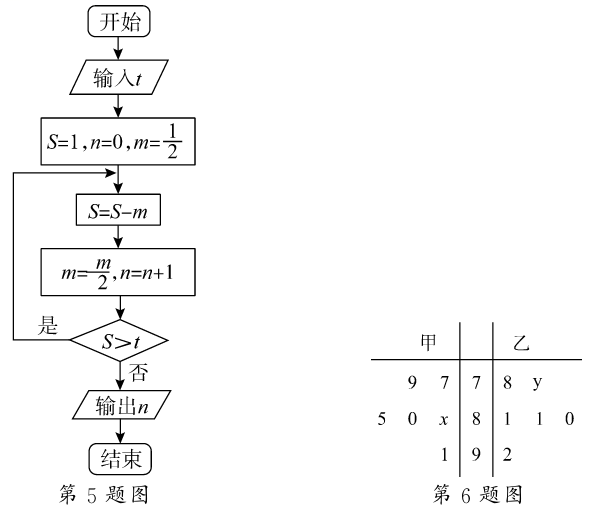 开始
输入t
S=1,n=0,m=1/2
S=S-m
m=m/2,n=n+1
是
S>t
否
输出n
结束
第 5 题图
甲 乙
9 7 7 8 y
5 0 x 8 1 1 0
1 9 2
第 6 题图